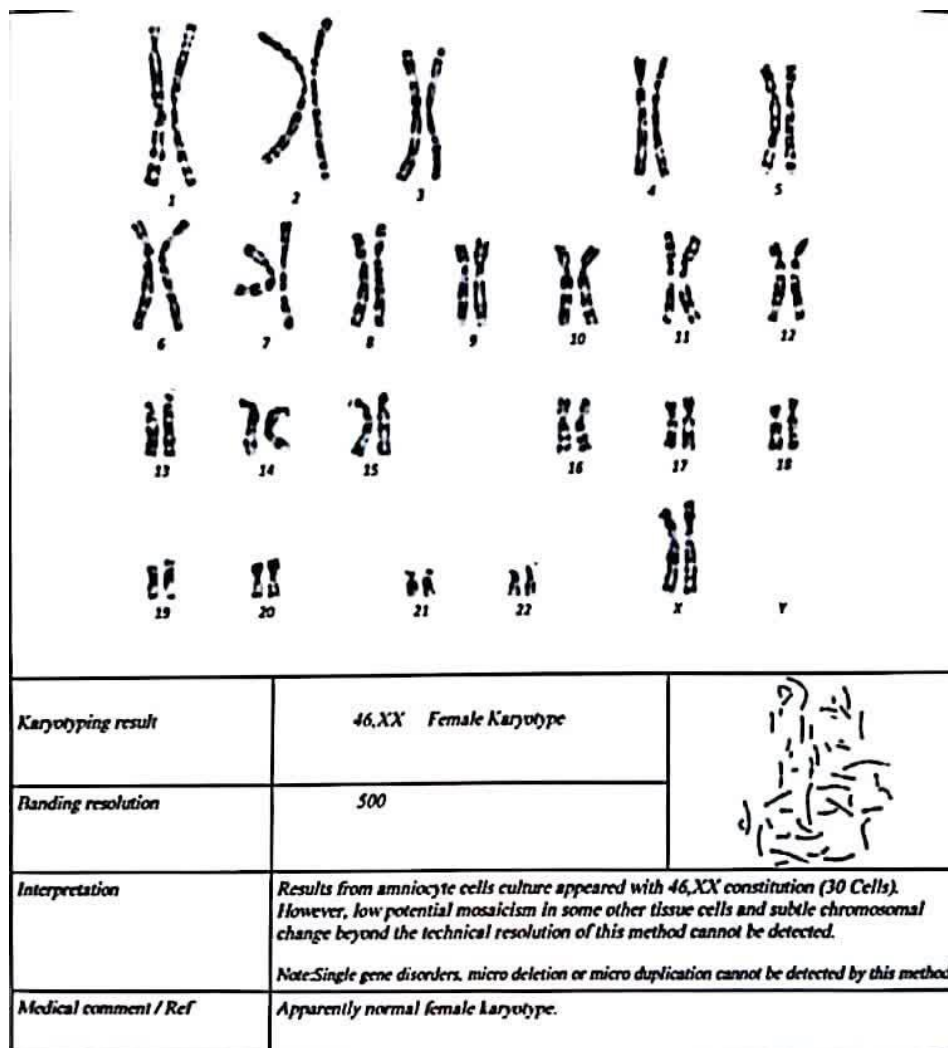 1 2 3 4 5
6 7 8 9 10 11 12
13 14 15 16 17 18
19 20 21 22 X Y
Karyotyping result
46,XX Female Karyotype
Banding resolution
500
Interpretation
Results from amniocyte cells culture appeared with 46,XX constitution (30 Cells).
However, low potential mosaicism in some other tissue cells and subtle chromosomal
change beyond the technical resolution of this method cannot be detected.
Note:Single gene disorders, micro deletion or micro duplication cannot be detected by this method
Medical comment / Ref
Apparently normal female karyotype.